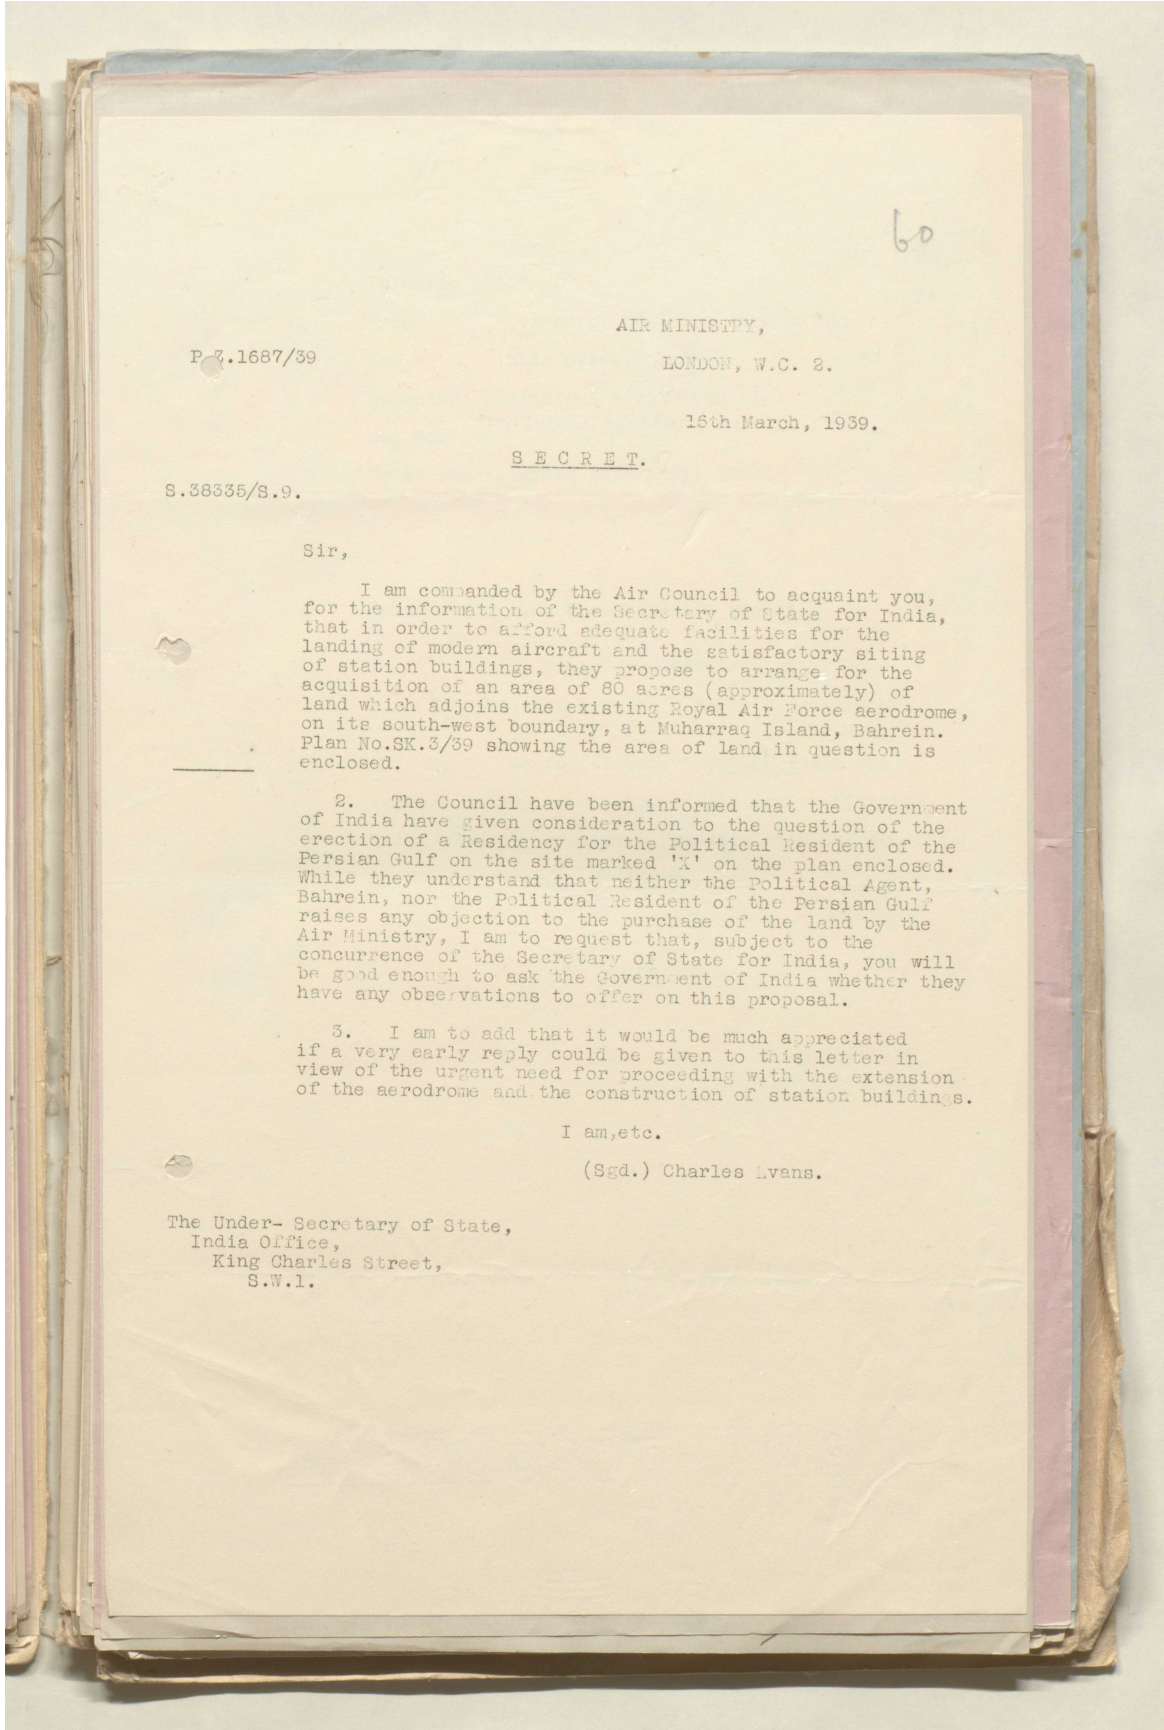 60
AIR MINISTRY,
P.Z.1687/39
LONDON, W.C. 2.
15th March, 1939.
S E C R E T.
S.38335/S.9.
Sir,
I am commanded by the Air Council to acquaint you,
for the information of the Secretary of State for India,
that in order to afford adequate facilities for the
landing of modern aircraft and the satisfactory siting
of station buildings, they propose to arrange for the
acquisition of an area of 80 acres (approximately) of
land which adjoins the existing Royal Air Force aerodrome,
on its south-west boundary, at Muharraq Island, Bahrein.
Plan No.SK.3/39 showing the area of land in question is
enclosed.
2. The Council have been informed that the Government
of India have given consideration to the question of the
erection of a Residency for the Political Resident of the
Persian Gulf on the site marked 'X' on the plan enclosed.
While they understand that neither the Political Agent,
Bahrein, nor the Political Resident of the Persian Gulf
raises any objection to the purchase of the land by the
Air Ministry, I am to request that, subject to the
concurrence of the Secretary of State for India, you will
be good enough to ask the Government of India whether they
have any observations to offer on this proposal.
3. I am to add that it would be much appreciated
if a very early reply could be given to this letter in
view of the urgent need for proceeding with the extension
of the aerodrome and the construction of station buildings.
I am,etc.
(Sgd.) Charles Evans.
The Under- Secretary of State,
India Office,
King Charles Street,
S.W.1.